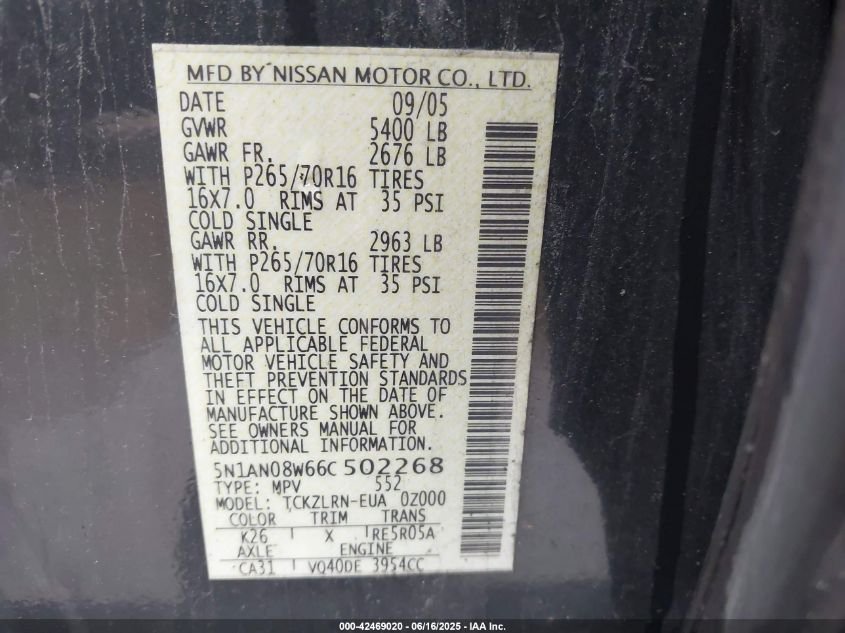 MFD BY NISSAN MOTOR CO., LTD.
DATE 09/05
GVWR 5400 LB
GAWR FR. 2676 LB
WITH P265/70R16 TIRES
16X7.0 RIMS AT 35 PSI
COLD SINGLE
GAWR RR. 2963 LB
WITH P265/70R16 TIRES
16X7.0 RIMS AT 35 PSI
COLD SINGLE
THIS VEHICLE CONFORMS TO
ALL APPLICABLE FEDERAL
MOTOR VEHICLE SAFETY AND
THEFT PREVENTION STANDARDS
IN EFFECT ON THE DATE OF
MANUFACTURE SHOWN ABOVE.
SEE OWNERS MANUAL FOR
ADDITIONAL INFORMATION.
5N1AN08W66C502268
TYPE: MPV 552
MODEL: TCKZLRN-EUA 0Z000
COLOR TRIM TRANS
K26 X RE5R05A
AXLE ENGINE
CA31 VQ40DE 3954CC
000-42469020 - 06/16/2025 - IAA Inc.